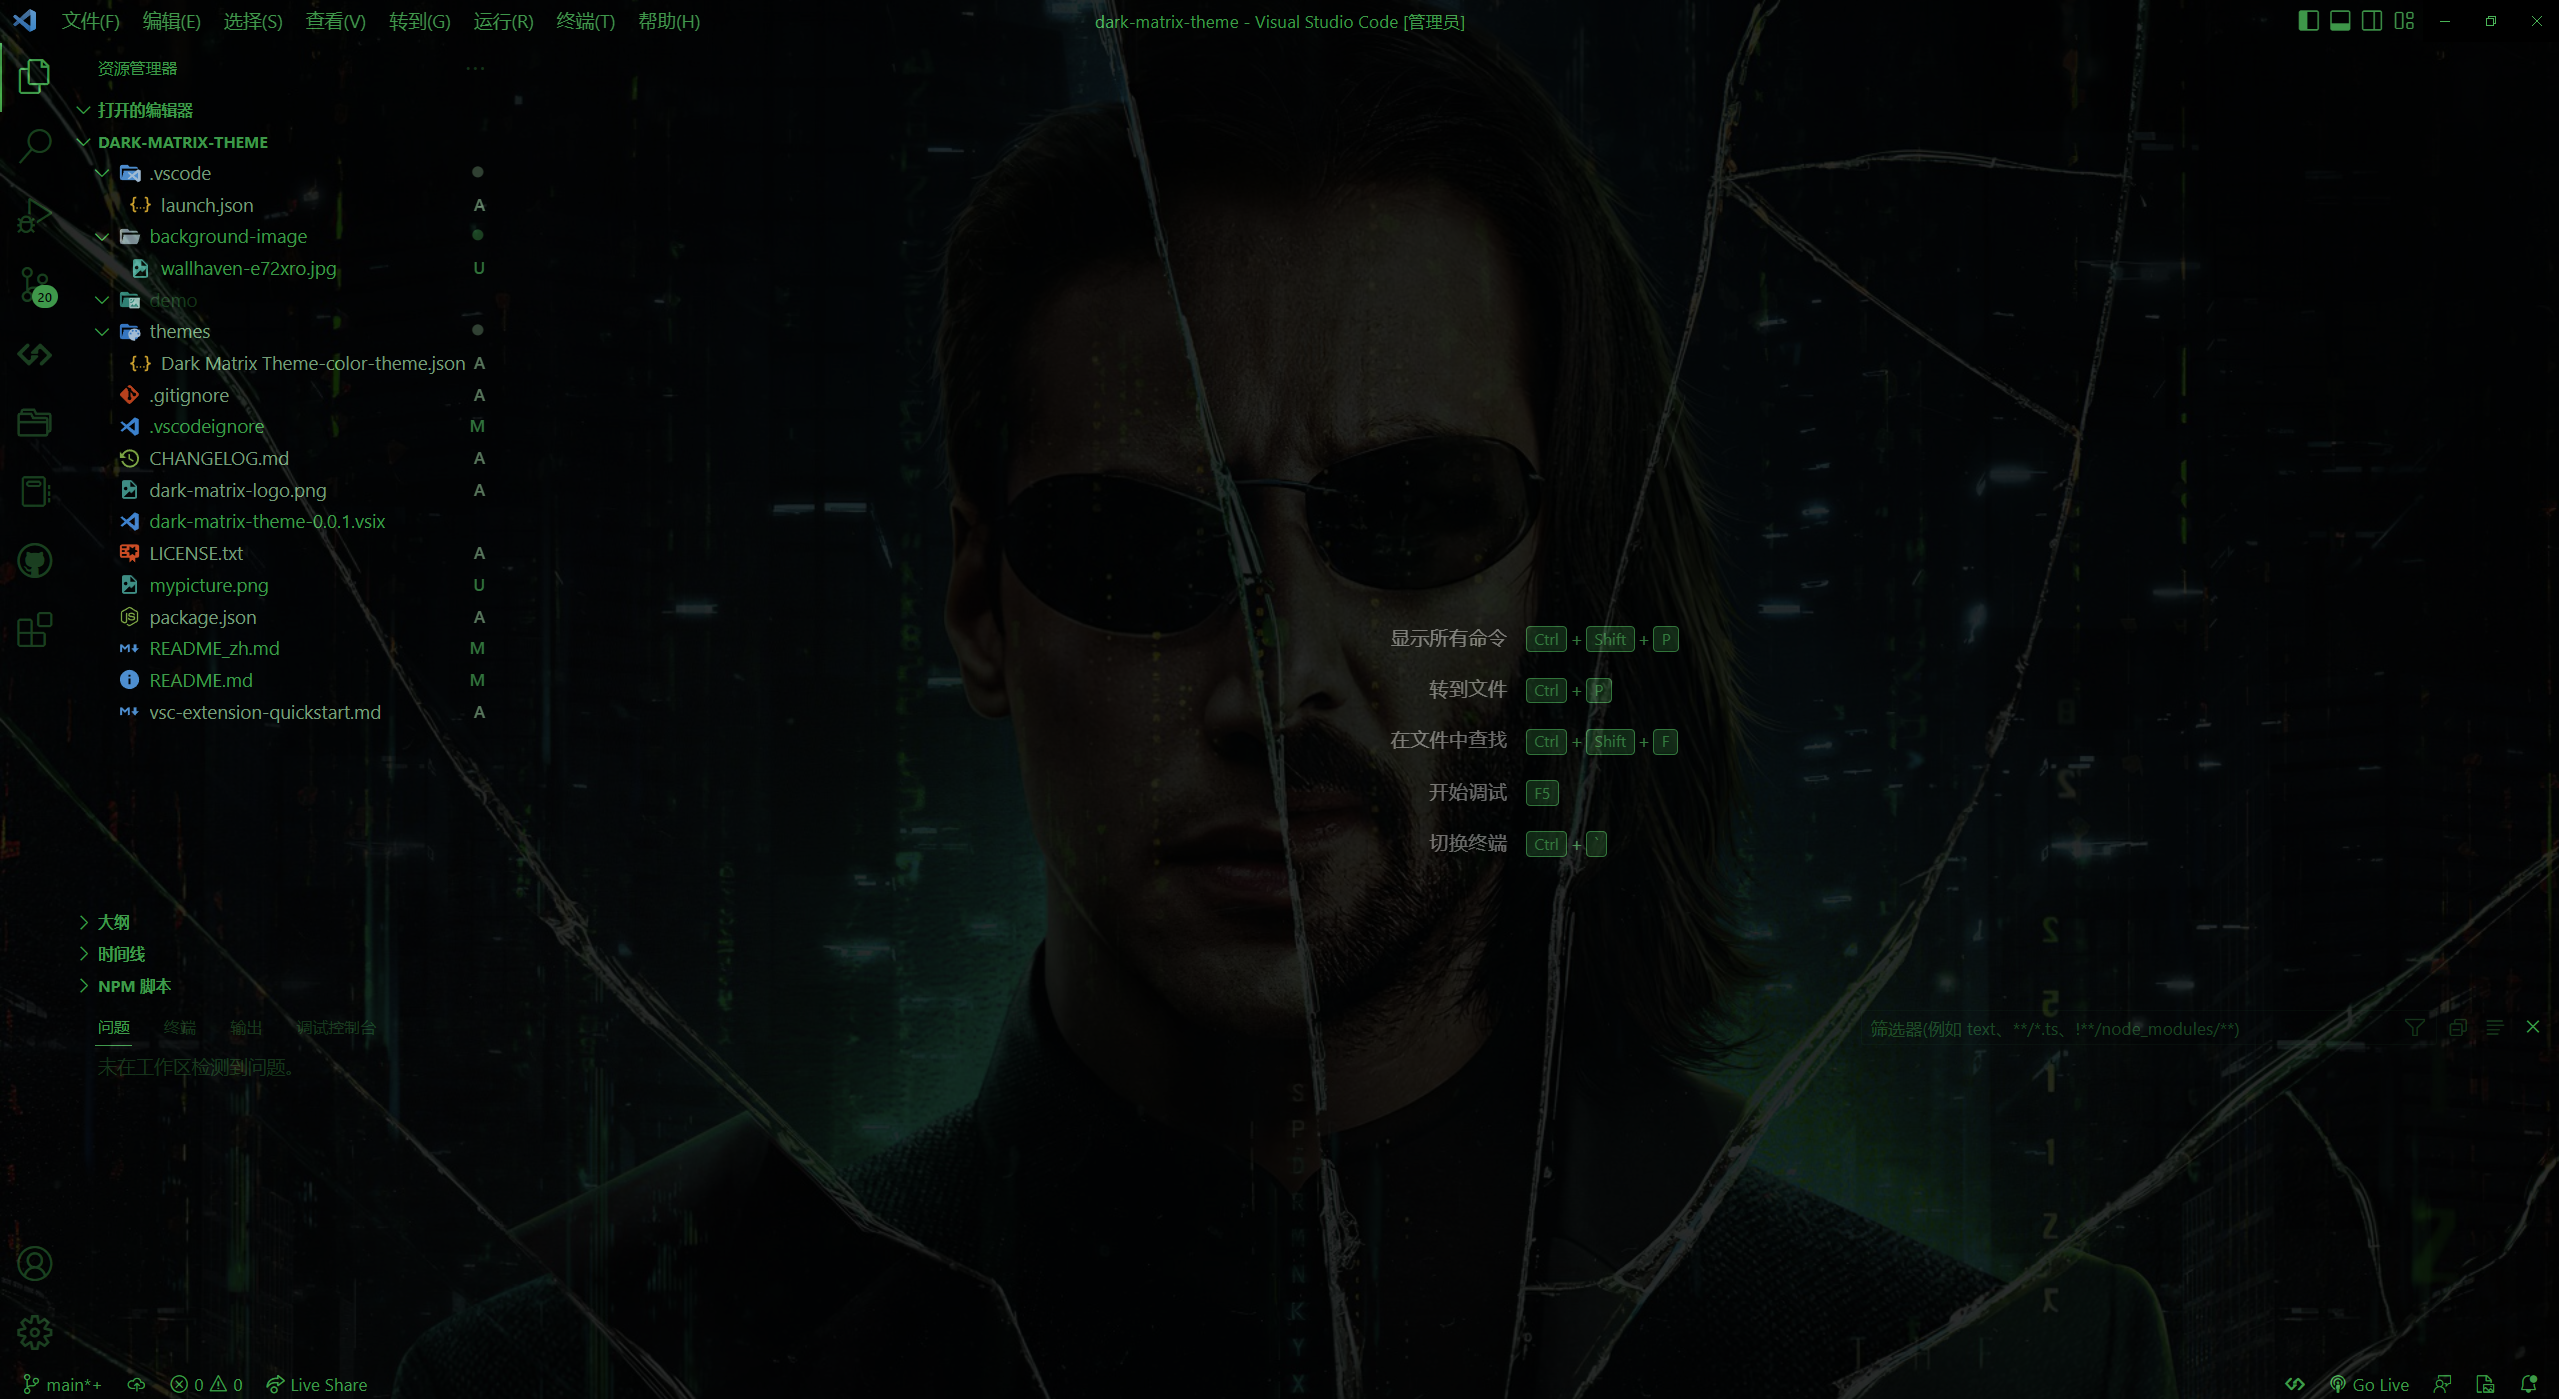 文件(F) 编辑(E) 选择(S) 查看(V) 转到(G) 运行(R) 终端(T) 帮助(H)
dark-matrix-theme - Visual Studio Code [管理员]
资源管理器
打开的编辑器
DARK-MATRIX-THEME
.vscode
launch.json A
background-image
wallhaven-e72xro.jpg U
demo
themes
Dark Matrix Theme-color-theme.json A
.gitignore A
.vscodeignore M
CHANGELOG.md A
dark-matrix-logo.png A
dark-matrix-theme-0.0.1.vsix
LICENSE.txt A
mypicture.png U
package.json A
README_zh.md M
README.md M
vsc-extension-quickstart.md A
20
大纲
时间线
NPM 脚本
显示所有命令 Ctrl + Shift + P
转到文件 Ctrl + P
在文件中查找 Ctrl + Shift + F
开始调试 F5
切换终端 Ctrl + `
问题 终端 输出 调试控制台
筛选器(例如 text、**/*.ts、!**/node_modules/**)
未在工作区检测到问题。
main*+ 0 0 Live Share
Go Live